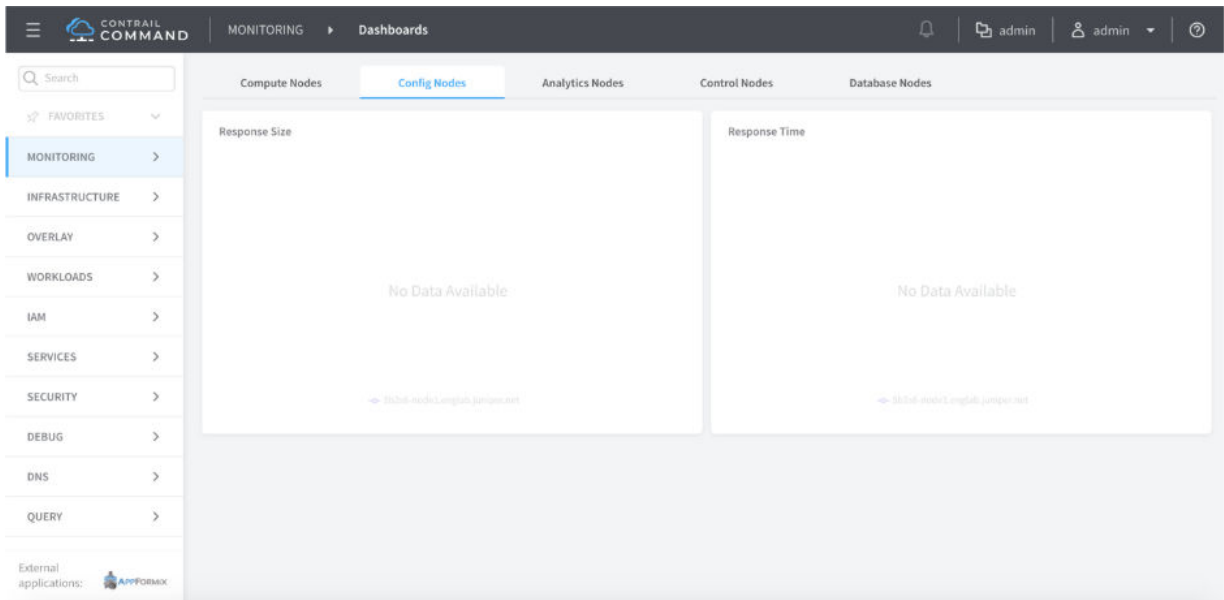 CONTRAIL
COMMAND
MONITORING
Dashboards
admin
admin
Search
FAVORITES
MONITORING
INFRASTRUCTURE
OVERLAY
WORKLOADS
IAM
SERVICES
SECURITY
DEBUG
DNS
QUERY
External
applications:
APPFORMIX
Compute Nodes
Config Nodes
Analytics Nodes
Control Nodes
Database Nodes
Response Size
No Data Available
Response Time
No Data Available